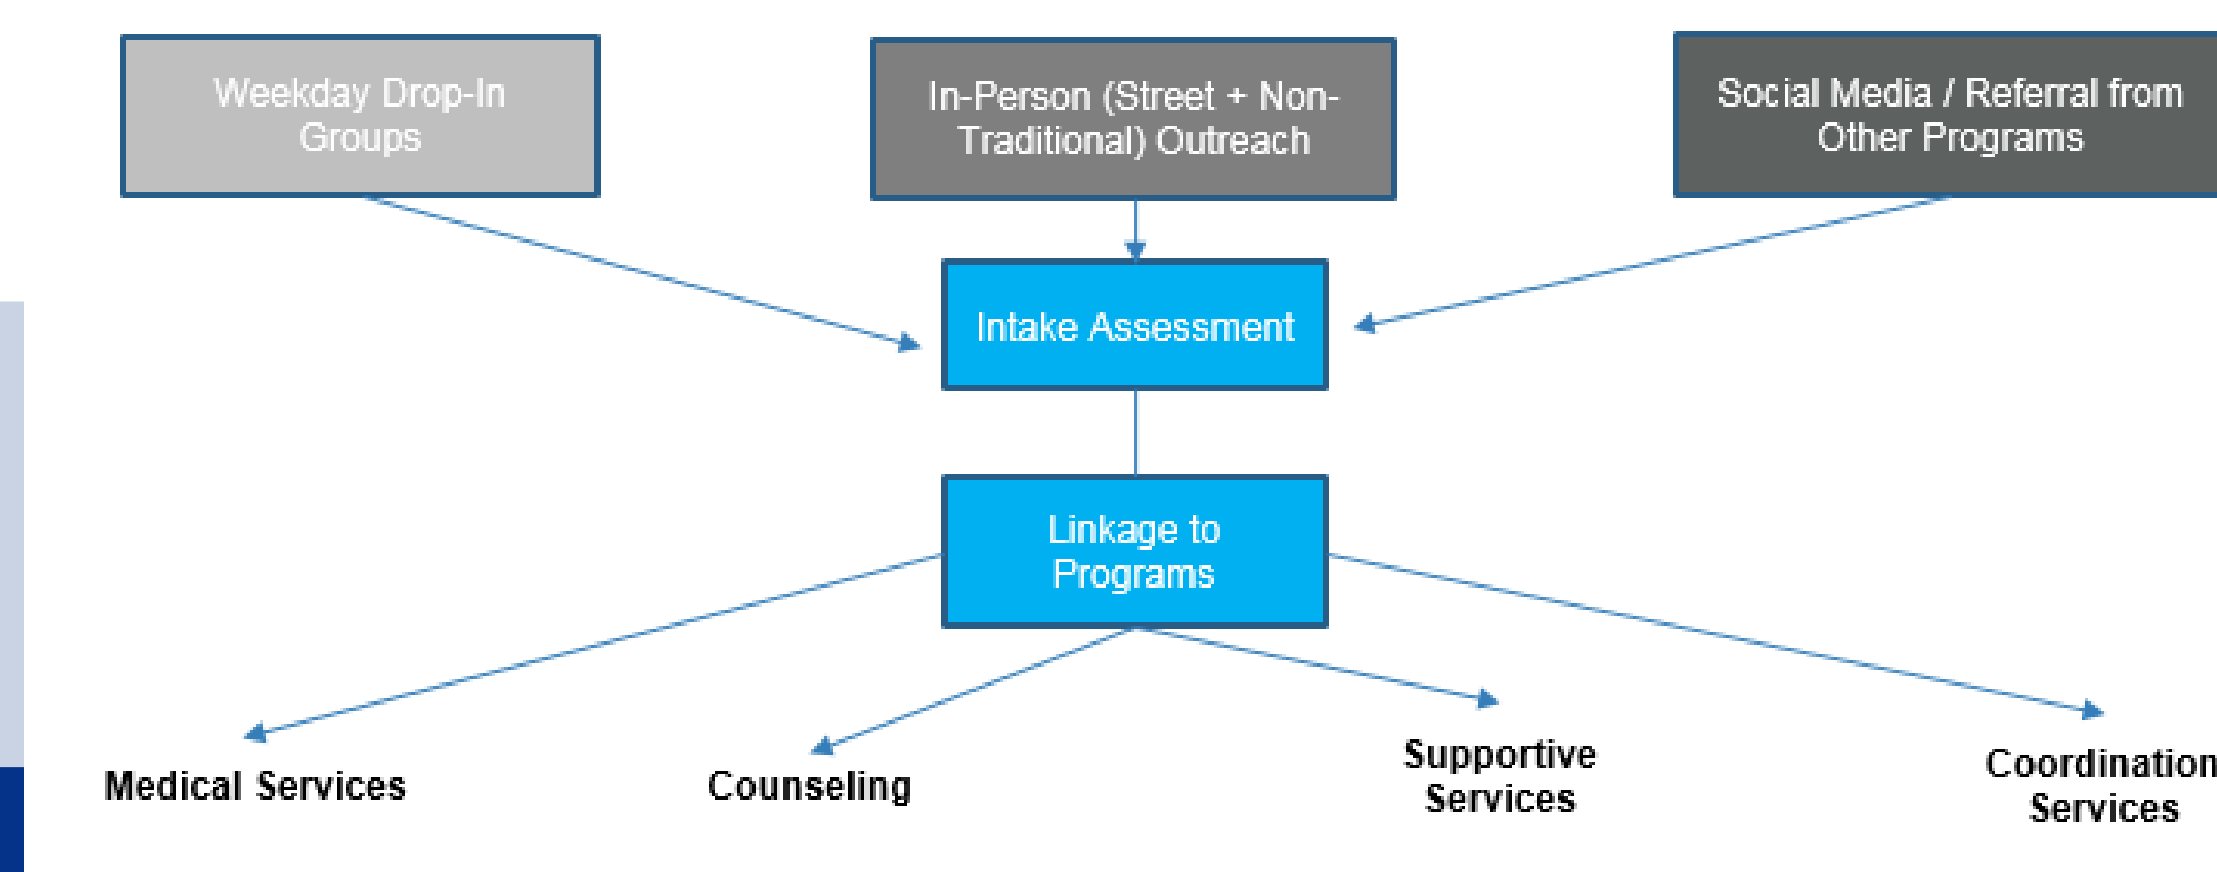 Weekday Drop-In
Groups
In-Person (Street + Non-
Traditional) Outreach
Social Media / Referral from
Other Programs
Intake Assessment
Linkage to
Programs
Medical Services
Counseling
Supportive
Services
Coordination
Services